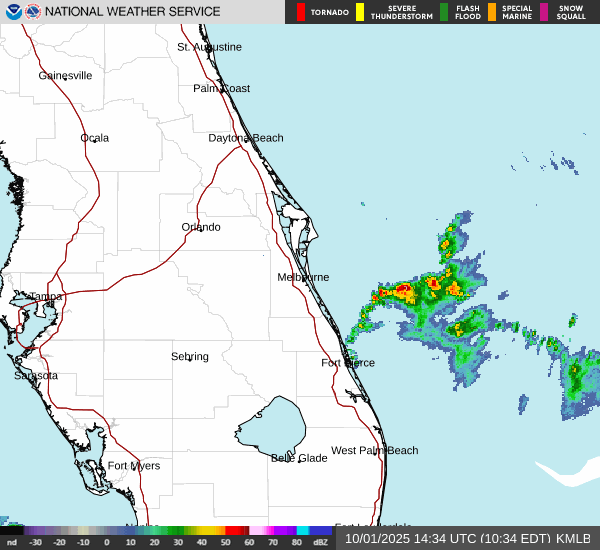 NATIONAL WEATHER SERVICE
TORNADO
SEVERE
THUNDERSTORM
FLASH
FLOOD
SPECIAL
MARINE
SNOW
SQUALL
St. Augustine
Gainesville
Palm Coast
Ocala
Daytona Beach
Orlando
Melbourne
Tampa
Sebring
Fort Pierce
Sarasota
West Palm Beach
Belle Glade
Fort Myers
nd -30 -20 -10 0 10 20 30 40 50 60 70 80 dBZ
10/01/2025 14:34 UTC (10:34 EDT) KMLB